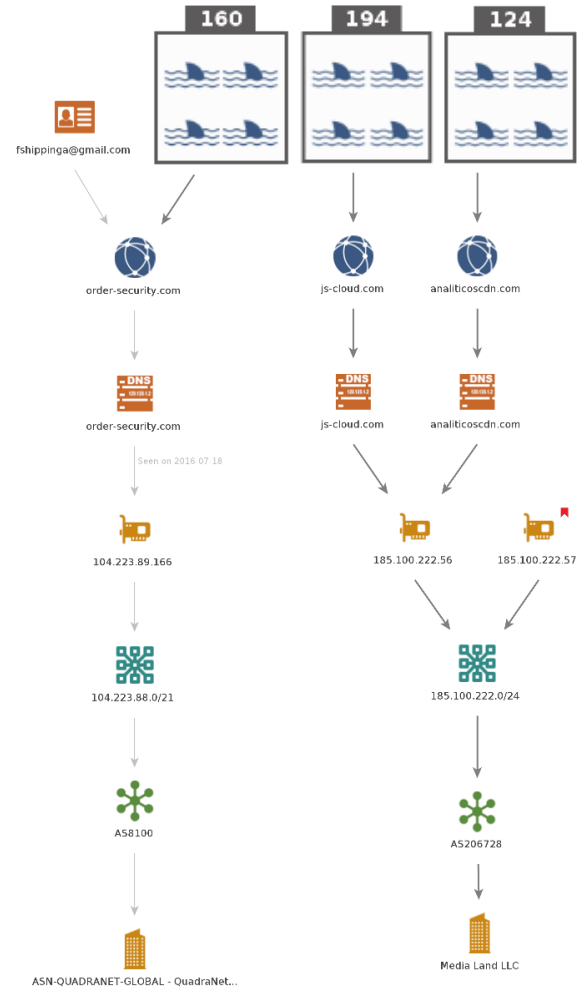 160
194
124
fshippinga@gmail.com
order-security.com
js-cloud.com
analiticoscdn.com
DNS
DNS
DNS
order-security.com
js-cloud.com
analiticoscdn.com
Seen on 2016 07 18
104.223.89.166
185.100.222.56
185.100.222.57
104.223.88.0/21
185.100.222.0/24
AS8100
AS206728
ASN-QUADRANET-GLOBAL - QuadraNet...
Media Land LLC